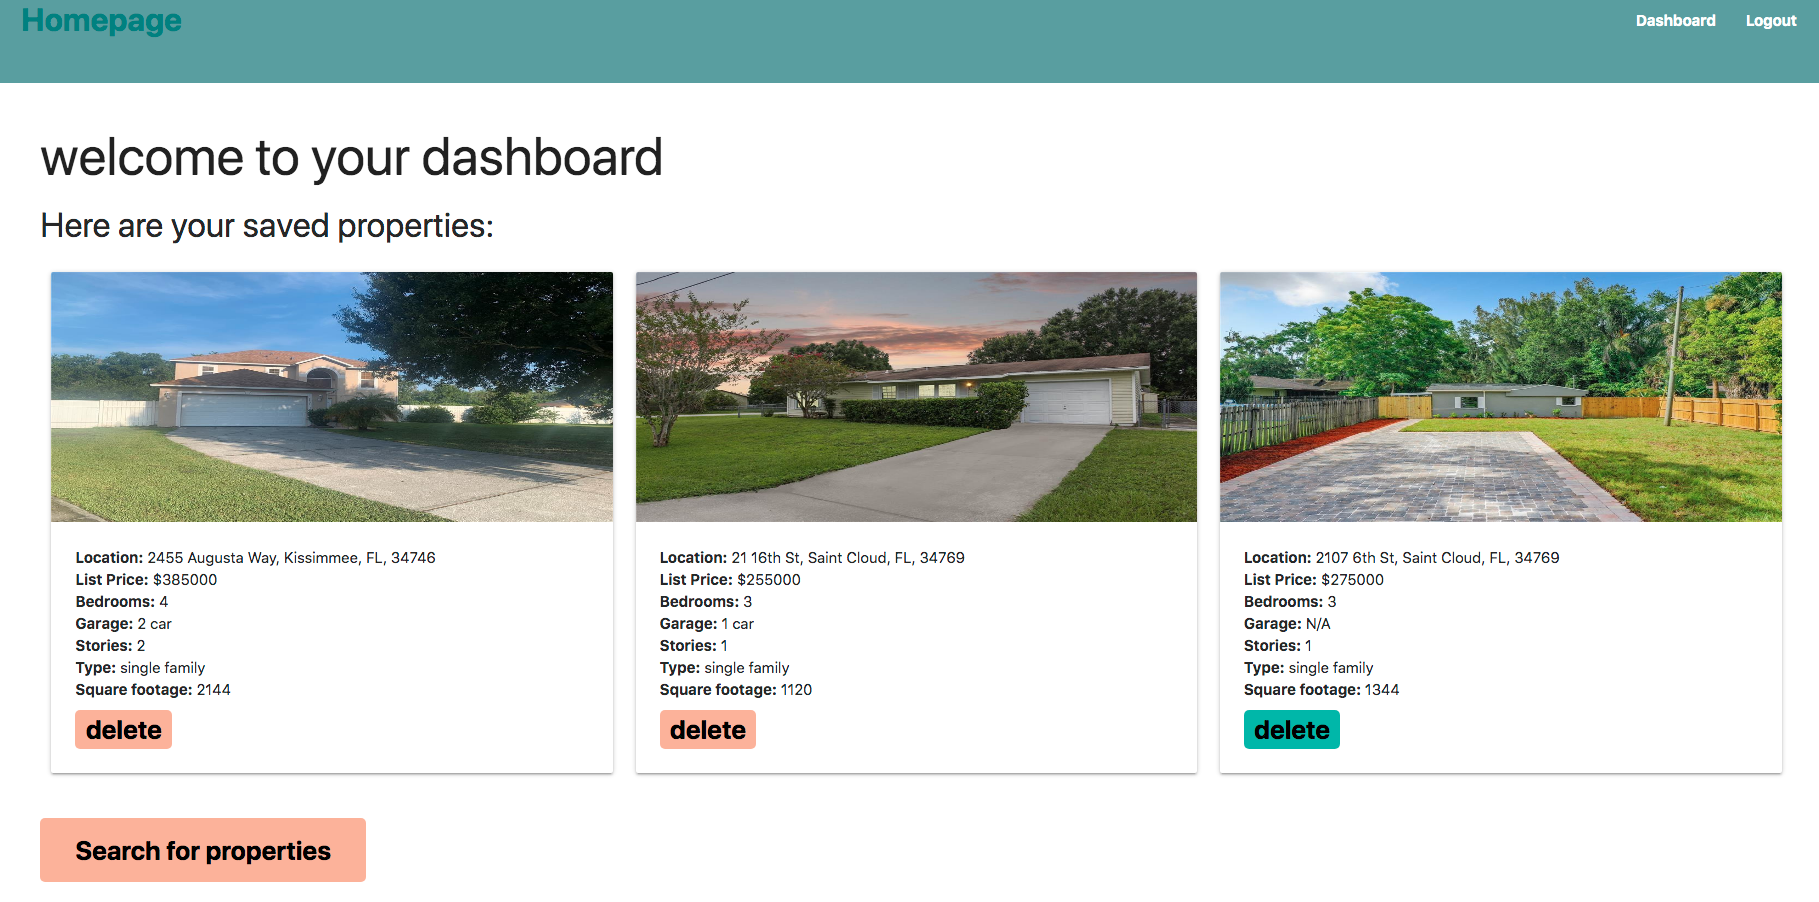 Homepage
Dashboard
Logout
welcome to your dashboard
Here are your saved properties:
Location: 2455 Augusta Way, Kissimmee, FL, 34746
List Price: $385000
Bedrooms: 4
Garage: 2 car
Stories: 2
Type: single family
Square footage: 2144
delete
Location: 21 16th St, Saint Cloud, FL, 34769
List Price: $255000
Bedrooms: 3
Garage: 1 car
Stories: 1
Type: single family
Square footage: 1120
delete
Location: 2107 6th St, Saint Cloud, FL, 34769
List Price: $275000
Bedrooms: 3
Garage: N/A
Stories: 1
Type: single family
Square footage: 1344
delete
Search for properties